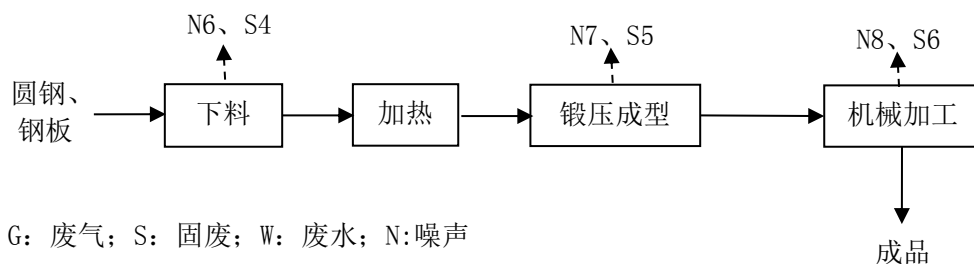 N6、S4
N7、S5
N8、S6
圆钢、
钢板
下料
加热
锻压成型
机械加工
G：废气；S：固废；W：废水；N:噪声
成品